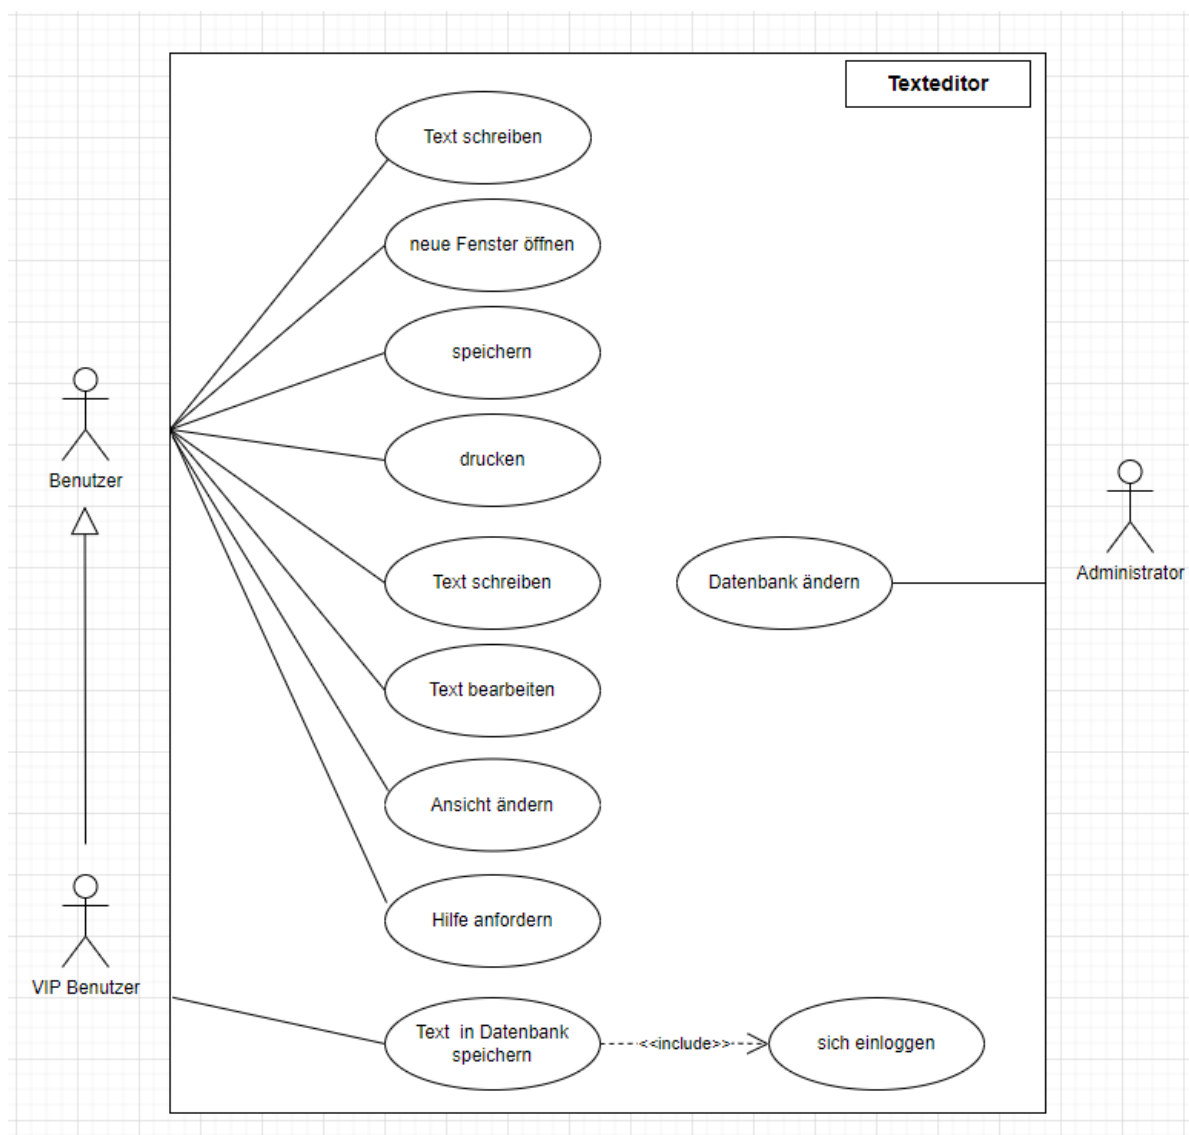 Texteditor
Text schreiben
neue Fenster öffnen
speichern
drucken
Benutzer
Text schreiben
Datenbank ändern
Administrator
Text bearbeiten
Ansicht ändern
Hilfe anfordern
VIP Benutzer
Text in Datenbank
speichern
<<include>>
sich einloggen